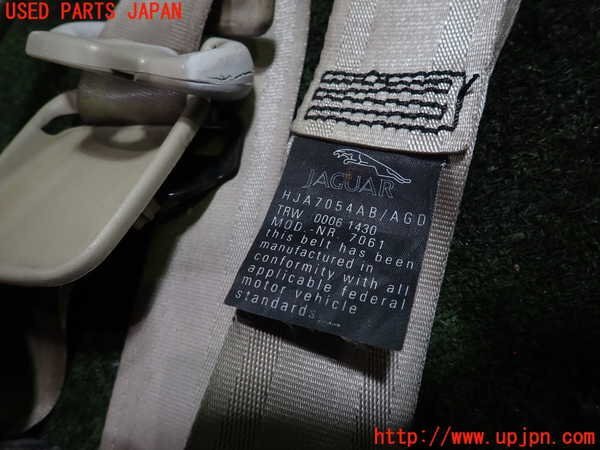 USED PARTS JAPAN
JAGUAR
HJA7054AB/AGD
TRW 0006 1430
MOD.-NR. 7061
this belt has been
manufactured in
conformity with all
applicable federal
motor vehicle
standards.
http://www.upjpn.com/